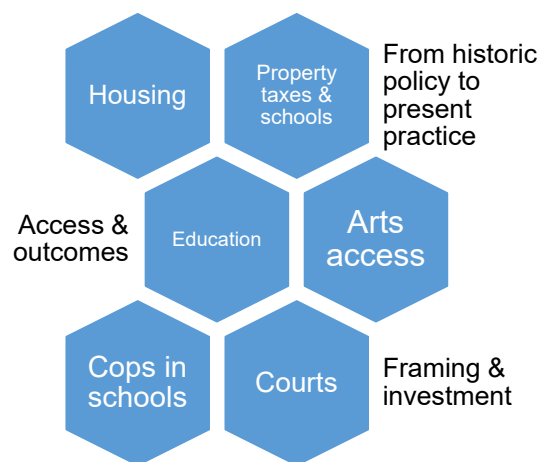 Housing
Property
taxes &
schools
From historic
policy to
present
practice
Access &
outcomes
Education
Arts
access
Cops in
schools
Courts
Framing &
investment